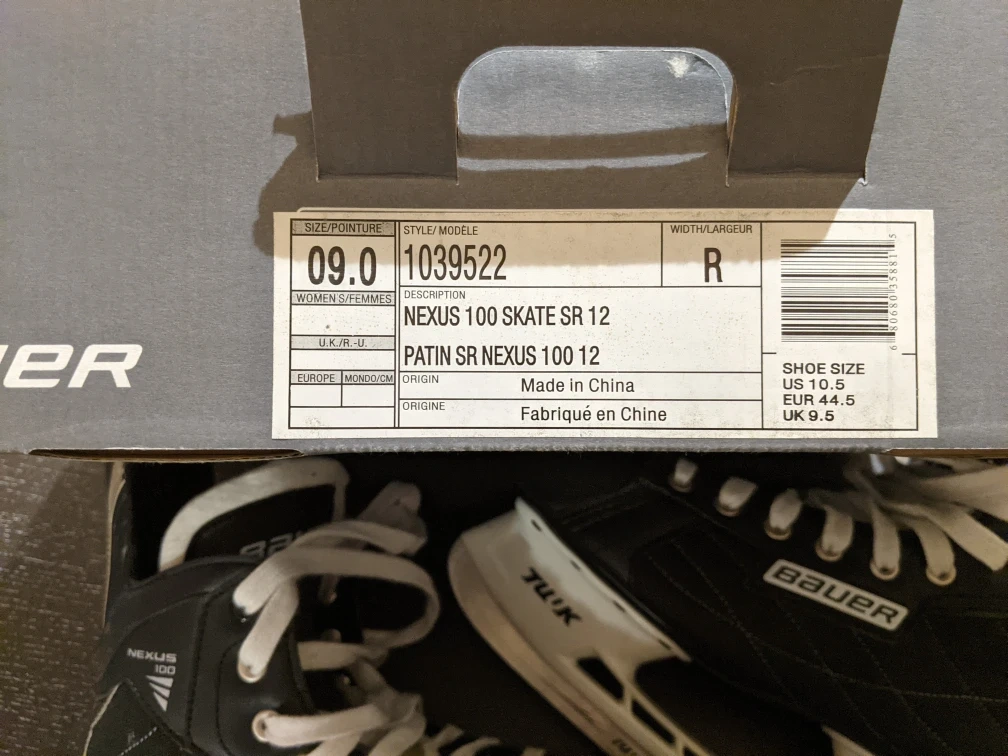 SIZE/POINTURE
09.0
WOMEN'S/FEMMES
U.K./R.-U.
EUROPE
MONDO/CM
STYLE/ MODÈLE
1039522
WIDTH/LARGEUR
R
DESCRIPTION
NEXUS 100 SKATE SR 12
PATIN SR NEXUS 100 12
ORIGIN
Made in China
ORIGINE
Fabriqué en Chine
SHOE SIZE
US 10.5
EUR 44.5
UK 9.5
TUUK
BAUER
NEXUS
100